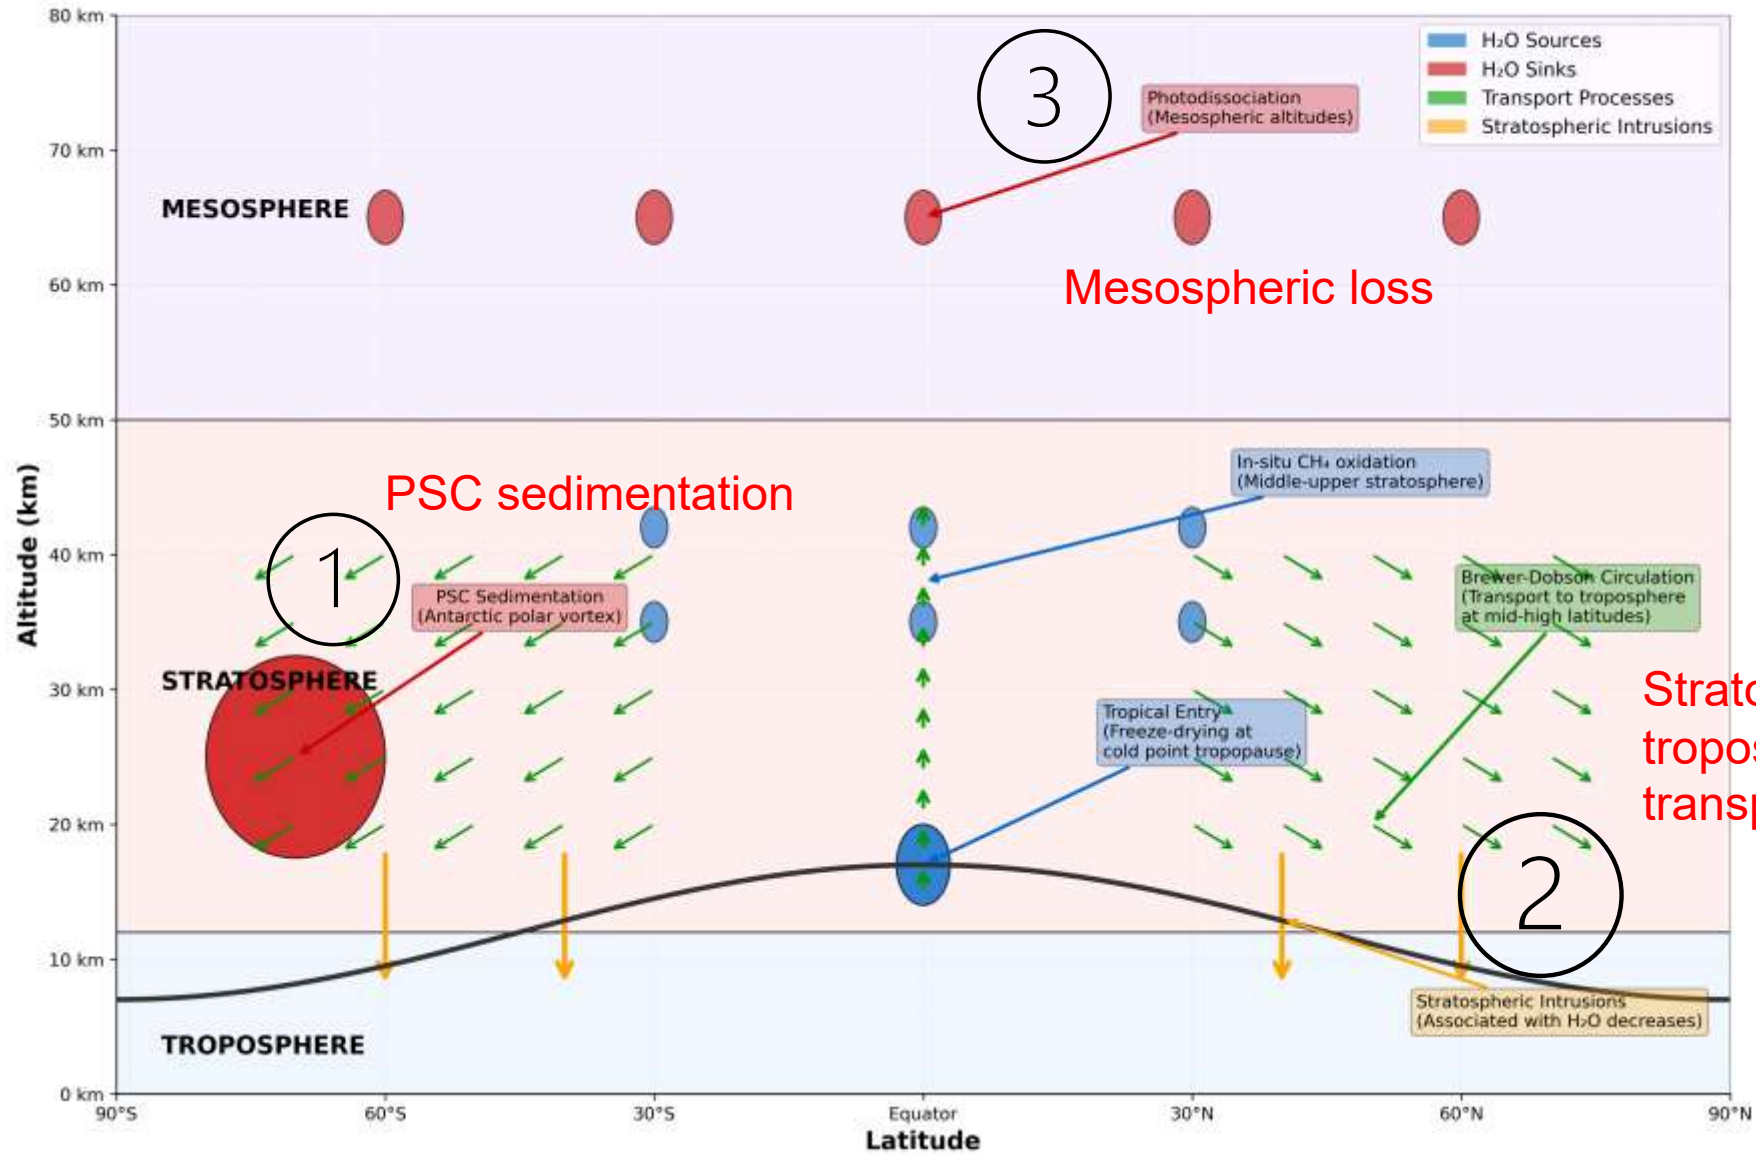 80 km
③
H₂O Sources
H₂O Sinks
Transport Processes
Stratospheric Intrusions
Photodissociation
(Mesospheric altitudes)
70 km
MESOSPHERE
Mesospheric loss
60 km
50 km
In-situ CH₄ oxidation
(Middle-upper stratosphere)
PSC sedimentation
①
40 km
PSC Sedimentation
(Antarctic polar vortex)
Brewer-Dobson Circulation
(Transport to troposphere
at mid-high latitudes)
STRATOSPHERE
30 km
Tropical Entry
(Freeze-drying at
cold point tropopause)
20 km
②
10 km
Stratospheric Intrusions
(Associated with H₂O decreases)
TROPOSPHERE
0 km
Altitude (km)
90°S
60°S
30°S
Equator
30°N
60°N
90°N
Latitude